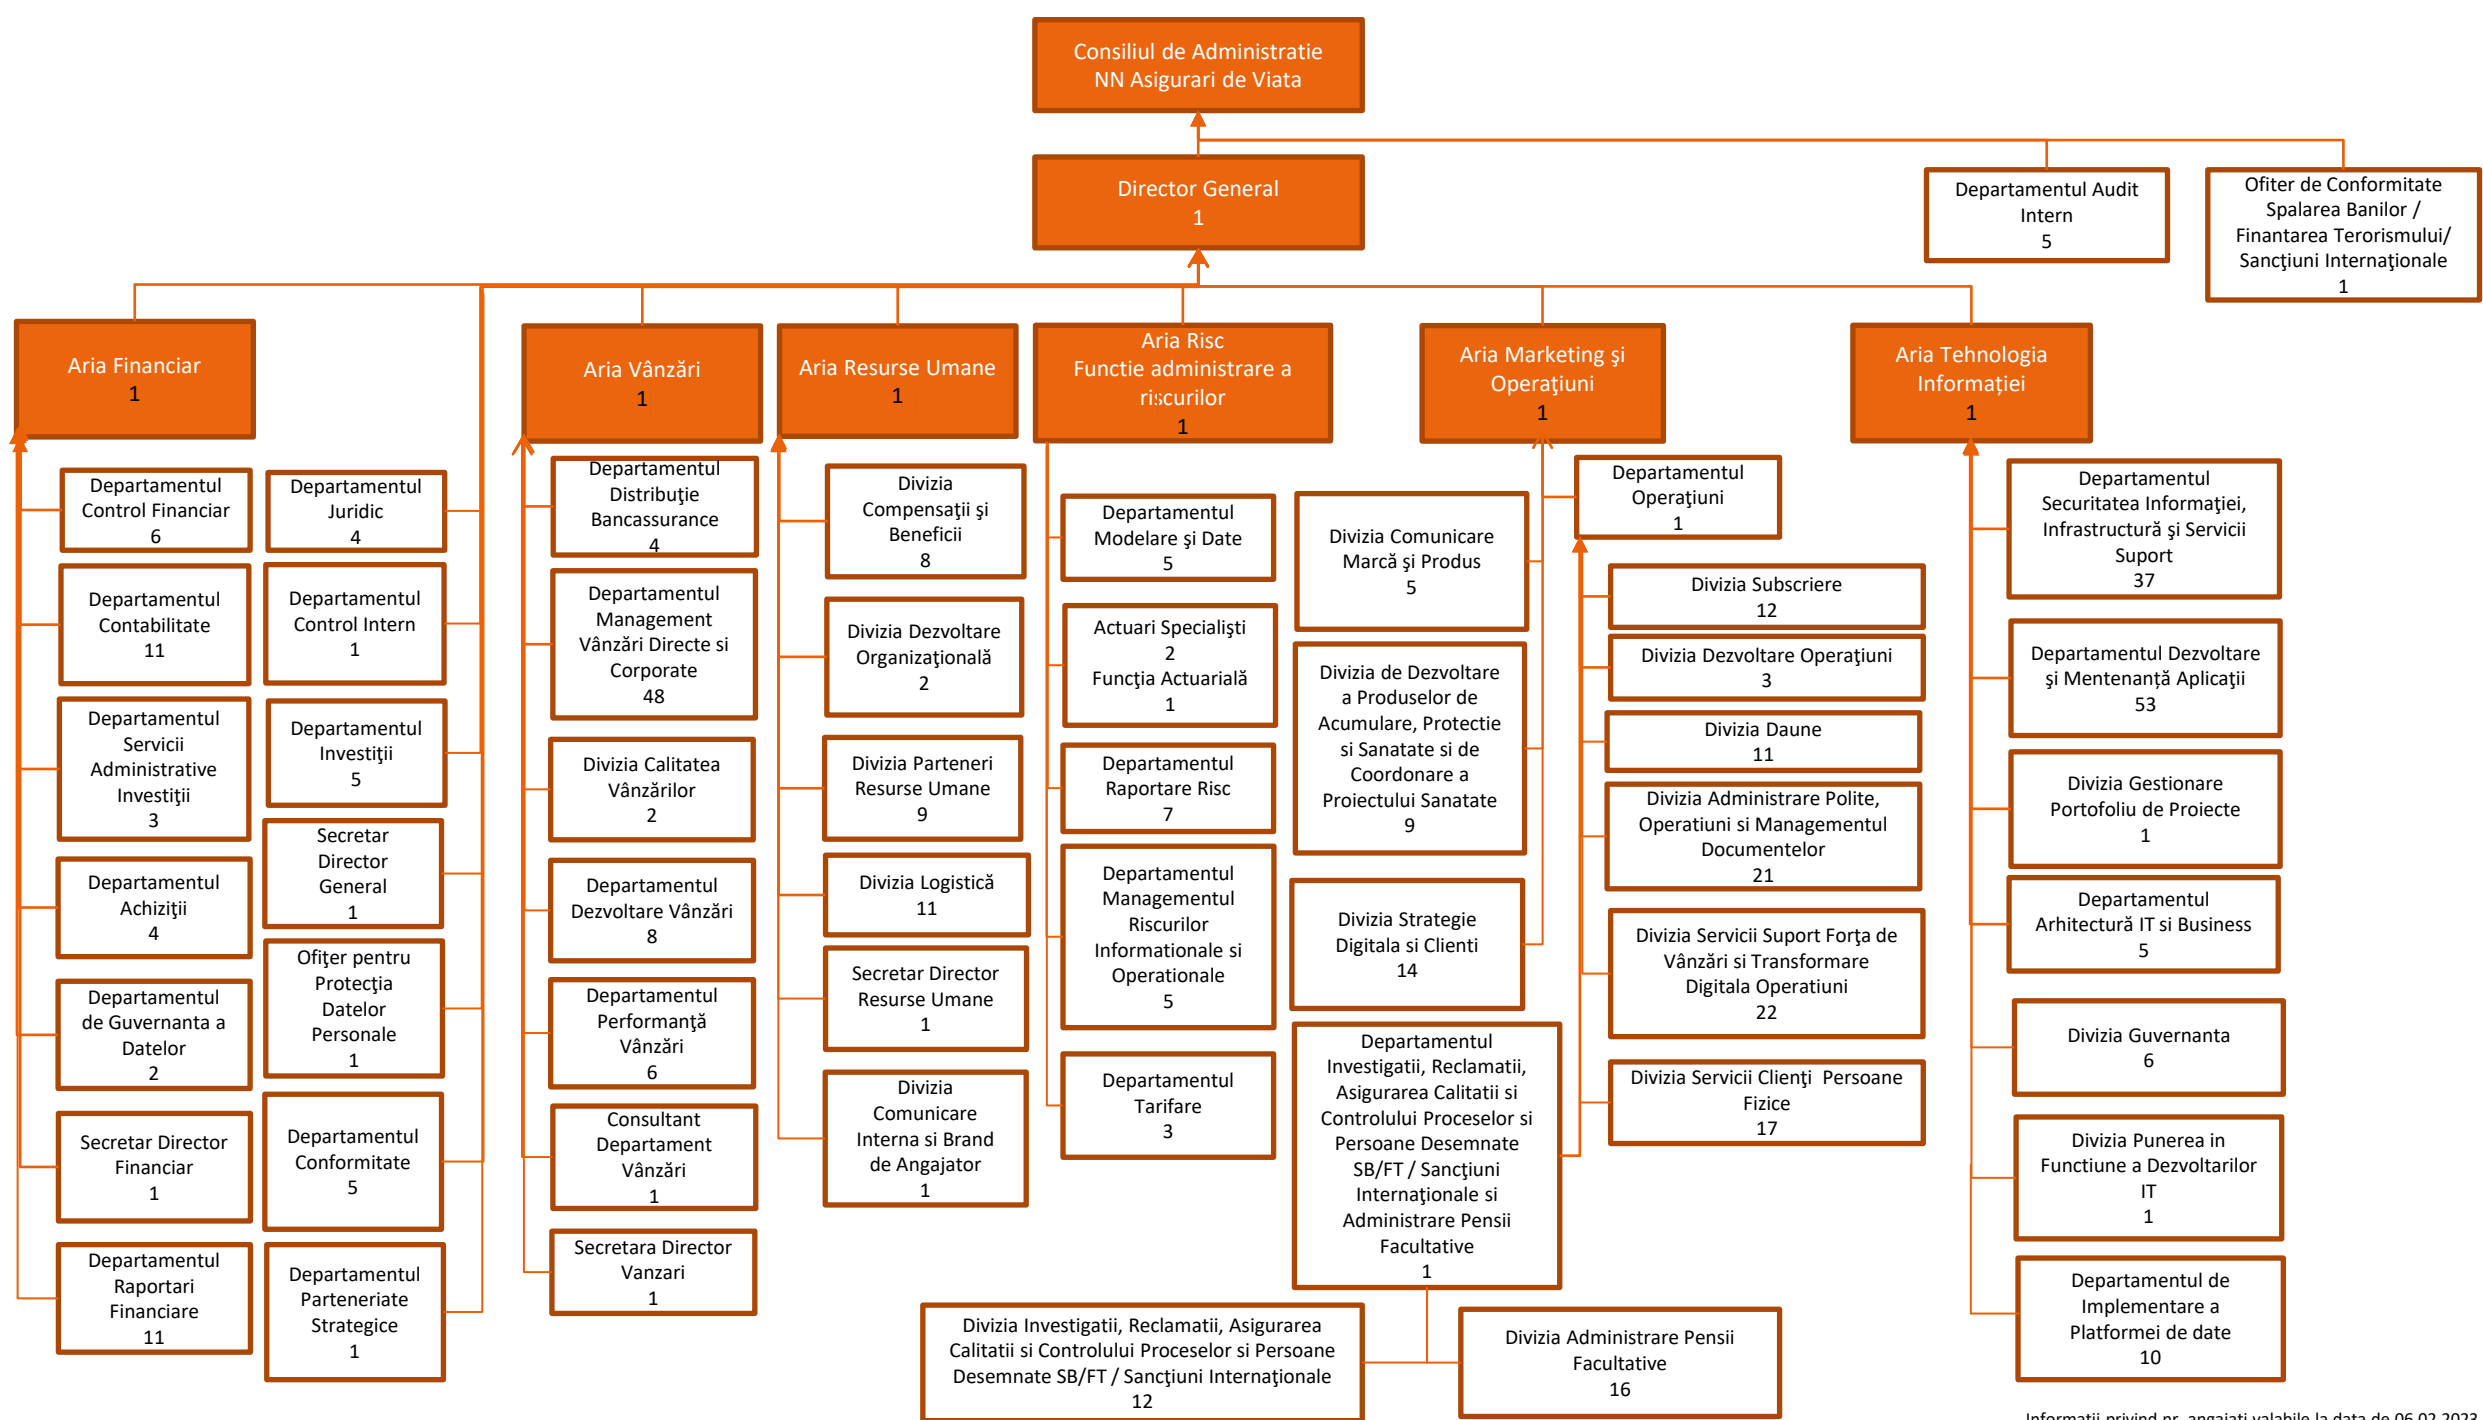 Consiliul de Administratie
NN Asigurari de Viata
Director General
1
Departamentul Audit
Intern
5
Ofiter de Conformitate
Spalarea Banilor /
Finantarea Terorismului/
Sancţiuni Internaţionale
1
Aria Financiar
1
Aria Vânzări
1
Aria Resurse Umane
1
Aria Risc
Functie administrare a
riscurilor
1
Aria Marketing şi
Operaţiuni
1
Aria Tehnologia
Informației
1
Departamentul
Control Financiar
6
Departamentul
Contabilitate
11
Departamentul
Servicii
Administrative
Investiţii
3
Departamentul
Achiziţii
4
Departamentul
de Guvernanta a
Datelor
2
Secretar Director
Financiar
1
Departamentul
Raportari
Financiare
11
Departamentul
Juridic
4
Departamentul
Control Intern
1
Departamentul
Investiţii
5
Secretar
Director
General
1
Ofiţer pentru
Protecţia
Datelor
Personale
1
Departamentul
Conformitate
5
Departamentul
Parteneriate
Strategice
1
Departamentul
Distribuţie
Bancassurance
4
Departamentul
Management
Vânzări Directe si
Corporate
48
Divizia Calitatea
Vânzărilor
2
Departamentul
Dezvoltare Vânzări
8
Departamentul
Performanţă
Vânzări
6
Consultant
Departament
Vânzări
1
Secretara Director
Vanzari
1
Divizia
Compensaţii şi
Beneficii
8
Divizia Dezvoltare
Organizaţională
2
Divizia Parteneri
Resurse Umane
9
Divizia Logistică
11
Secretar Director
Resurse Umane
1
Divizia
Comunicare
Interna si Brand
de Angajator
1
Departamentul
Modelare şi Date
5
Actuari Specialişti
2
Funcţia Actuarială
1
Departamentul
Raportare Risc
7
Departamentul
Managementul
Riscurilor
Informationale si
Operationale
5
Departamentul
Tarifare
3
Divizia Comunicare
Marcă şi Produs
5
Divizia de Dezvoltare
a Produselor de
Acumulare, Protectie
si Sanatate si de
Coordonare a
Proiectului Sanatate
9
Divizia Strategie
Digitala si Clienti
14
Departamentul
Investigatii, Reclamatii,
Asigurarea Calitatii si
Controlului Proceselor si
Persoane Desemnate
SB/FT / Sancţiuni
Internaţionale si
Administrare Pensii
Facultative
1
Divizia Investigatii, Reclamatii, Asigurarea
Calitatii si Controlului Proceselor si Persoane
Desemnate SB/FT / Sancţiuni Internaţionale
12
Divizia Administrare Pensii
Facultative
16
Departamentul
Operaţiuni
1
Divizia Subscriere
12
Divizia Dezvoltare Operaţiuni
3
Divizia Daune
11
Divizia Administrare Polite,
Operatiuni si Managementul
Documentelor
21
Divizia Servicii Suport Forţa de
Vânzări si Transformare
Digitala Operatiuni
22
Divizia Servicii Clienţi Persoane
Fizice
17
Departamentul
Securitatea Informaţiei,
Infrastructură şi Servicii
Suport
37
Departamentul Dezvoltare
şi Mentenanță Aplicaţii
53
Divizia Gestionare
Portofoliu de Proiecte
1
Departamentul
Arhitectură IT si Business
5
Divizia Guvernanta
6
Divizia Punerea in
Functiune a Dezvoltarilor
IT
1
Departamentul de
Implementare a
Platformei de date
10
Informatii privind nr. angajati valabile la data de 06.02.2023